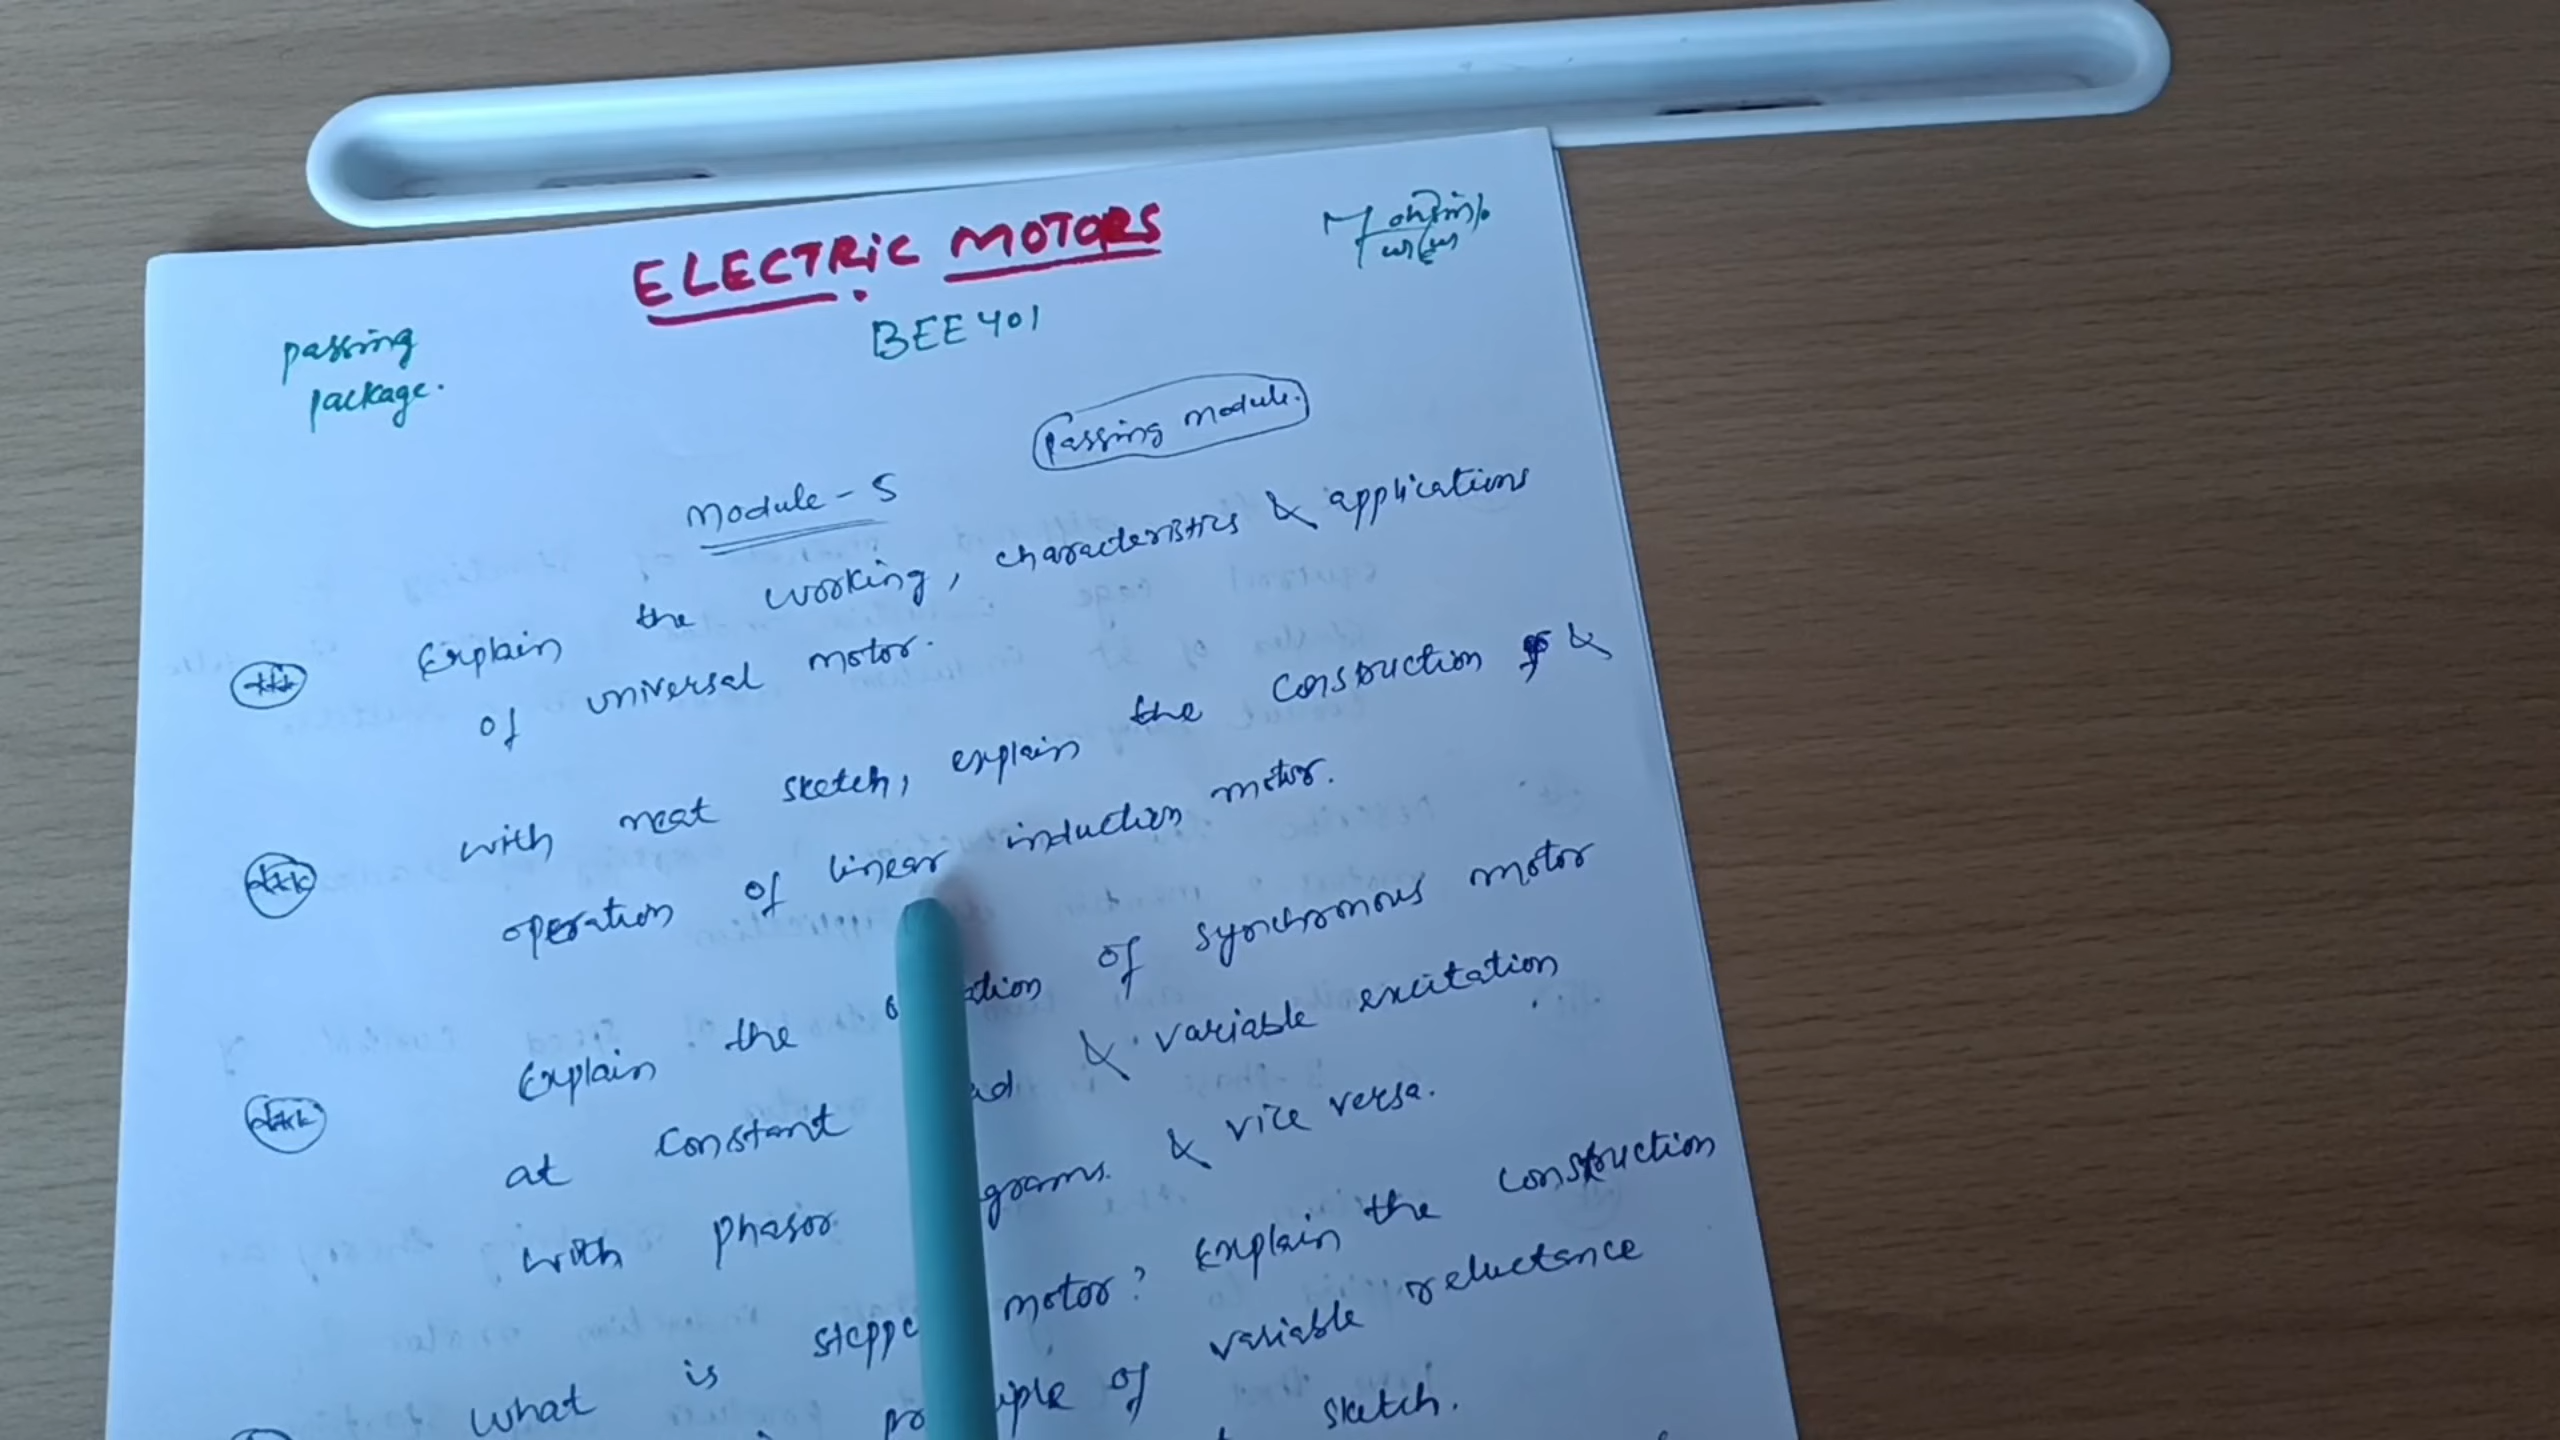 ELECTRIC MOTORS
BEE401
passing
package.
passing module.
Module-5
Explain the working, characteristics & applications
of universal motor.
with neat sketch, explain the construction &
operation of linear induction motor.
Explain the of synchronous motor
at constant & variable excitation
with phasor & vice versa.
What is motor? Explain the construction
of variable reluctance
sketch.